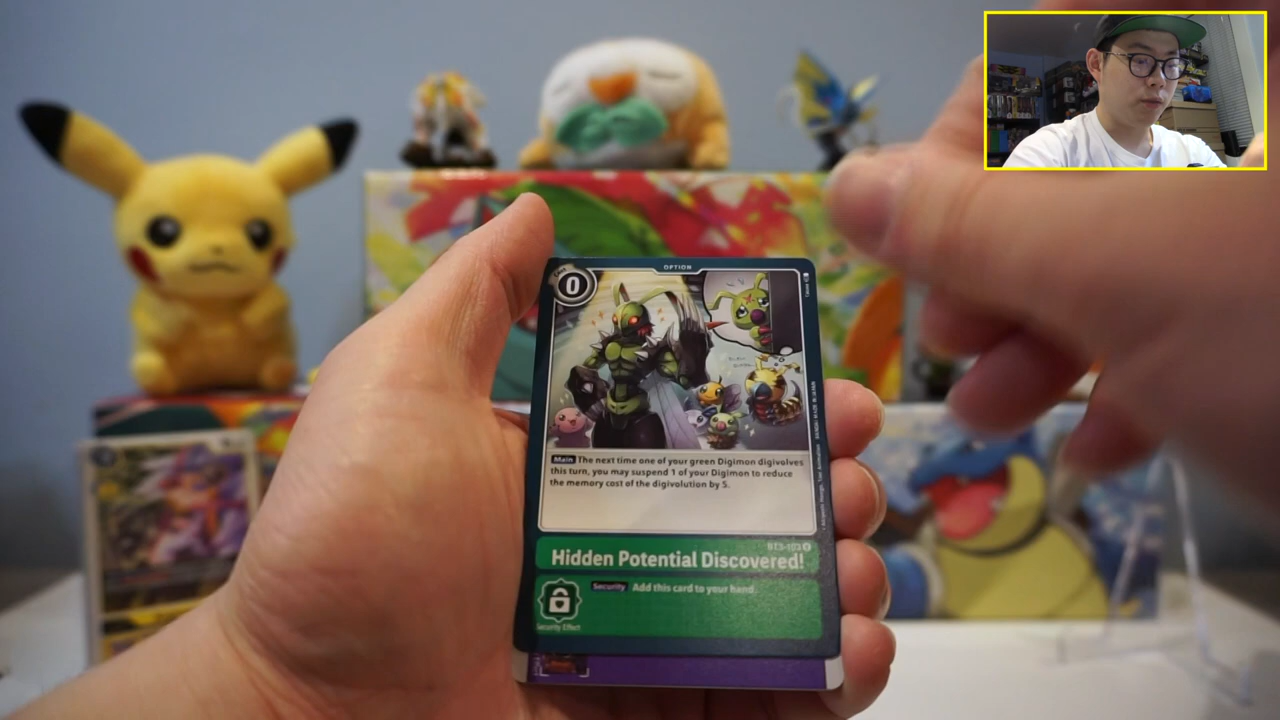 OPTION
0
Main The next time one of your green Digimon digivolves
this turn, you may suspend 1 of your Digimon to reduce
the memory cost of the digivolution by 5.
BT3-103
Hidden Potential Discovered!
Security Add this card to your hand.
Security Effect